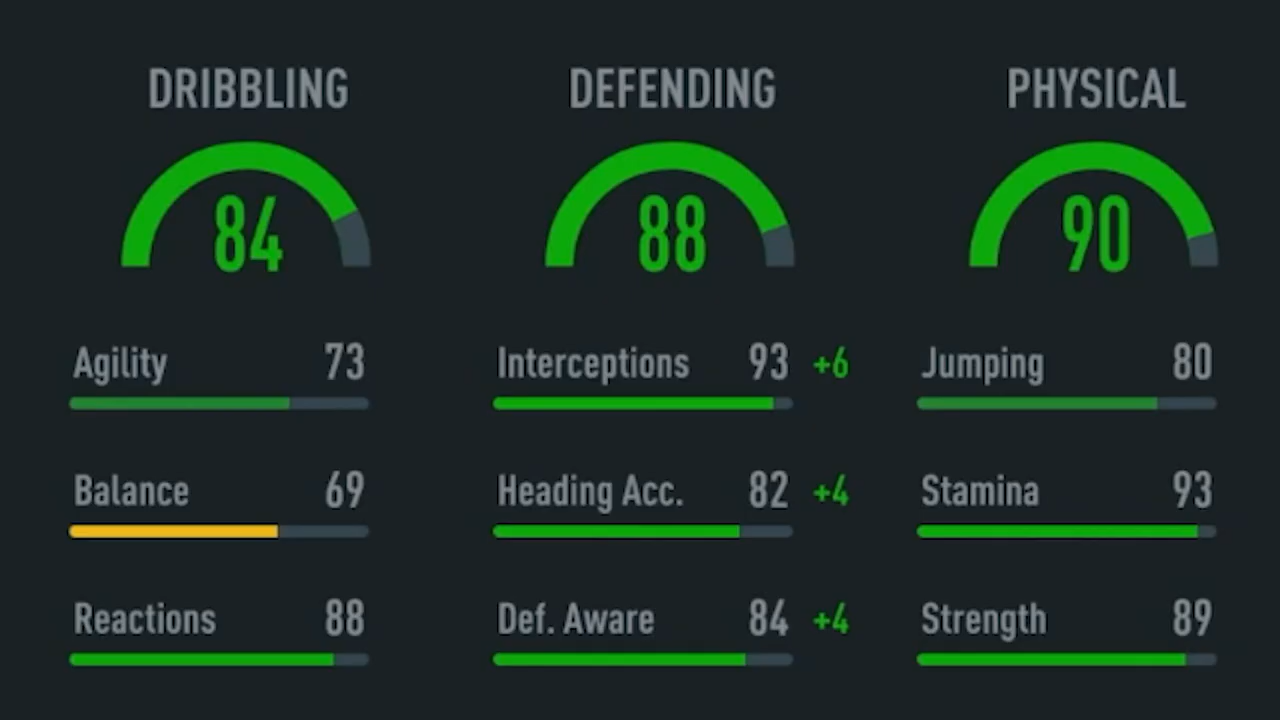 DRIBBLING DEFENDING PHYSICAL
84 88 90
Agility 73 Interceptions 93 +6 Jumping 80
Balance 69 Heading Acc. 82 +4 Stamina 93
Reactions 88 Def. Aware 84 +4 Strength 89